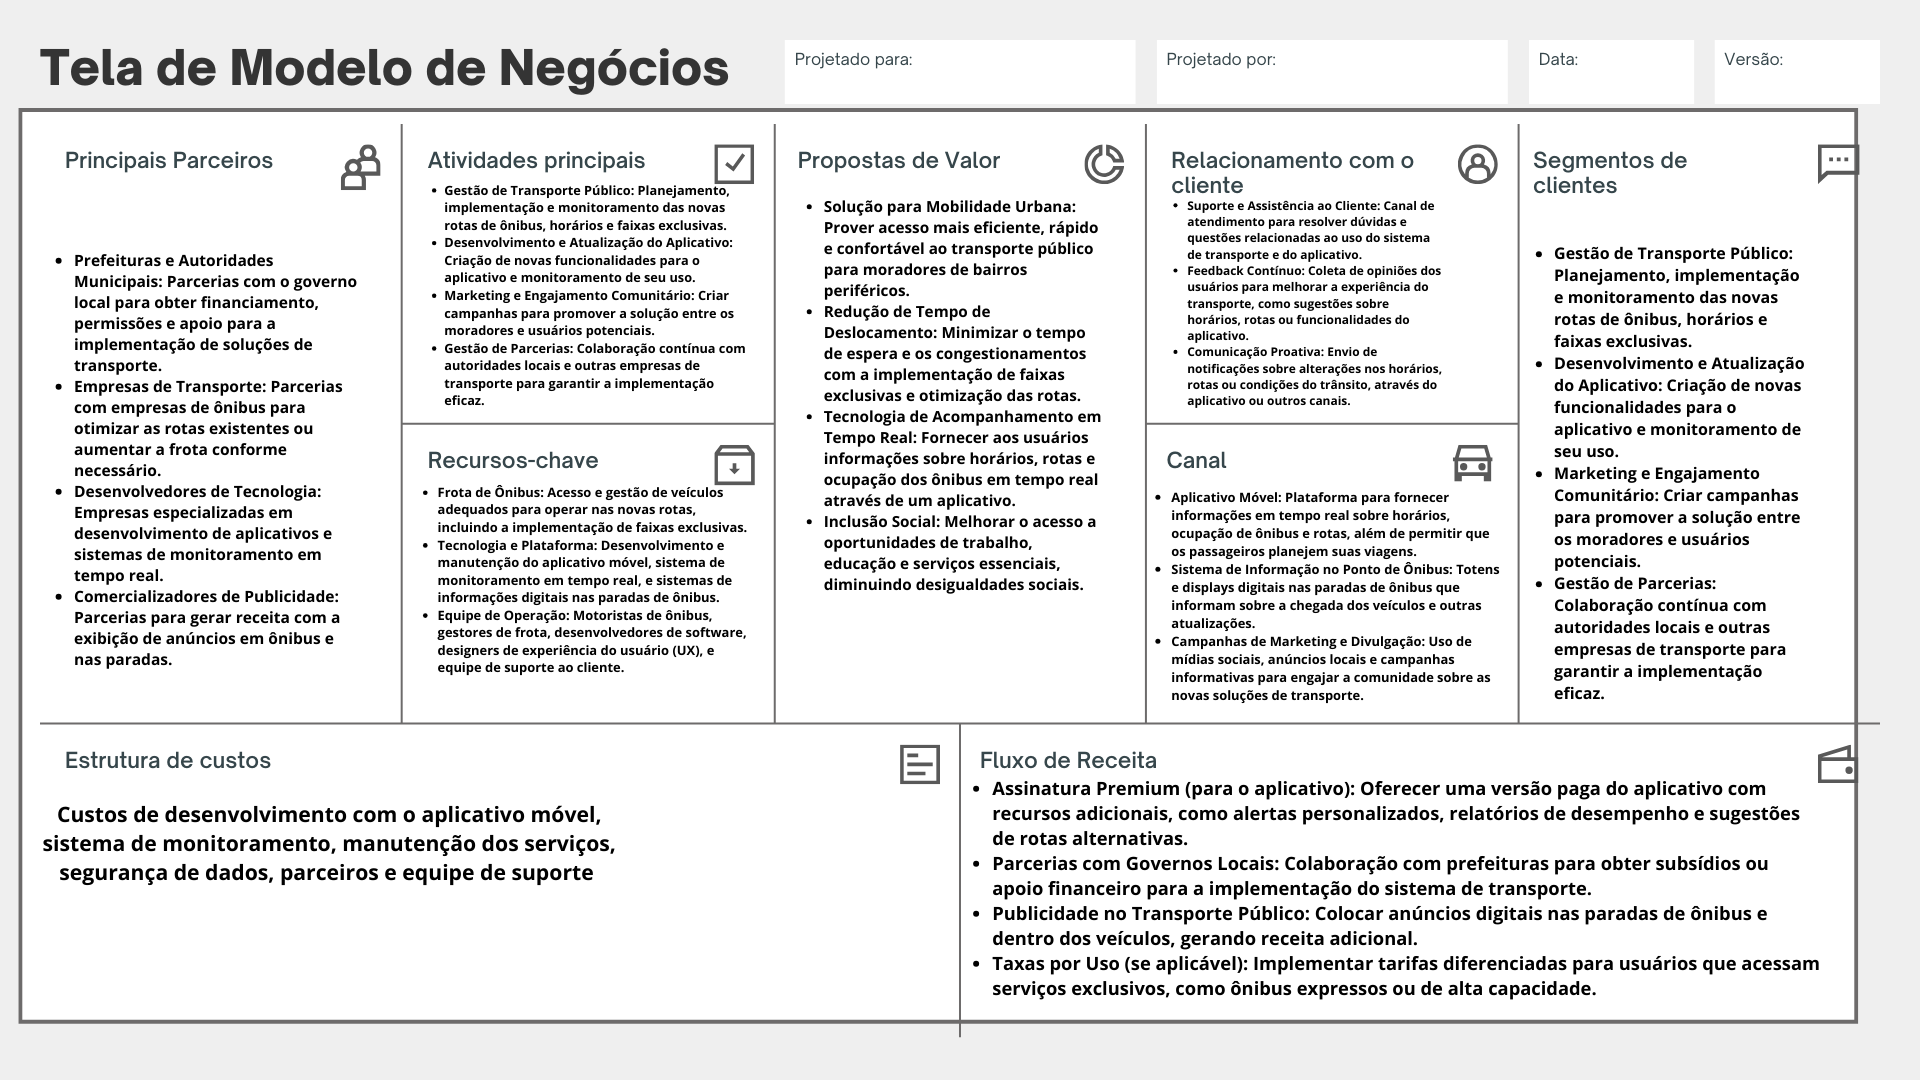 Tela de Modelo de Negócios
Projetado para:
Projetado por:
Data:
Versão:
Principais Parceiros
• Prefeituras e Autoridades
Municipais: Parcerias com o governo
local para obter financiamento,
permissões e apoio para a
implementação de soluções de
transporte.
• Empresas de Transporte: Parcerias
com empresas de ônibus para
otimizar as rotas existentes ou
aumentar a frota conforme
necessário.
• Desenvolvedores de Tecnologia:
Empresas especializadas em
desenvolvimento de aplicativos e
sistemas de monitoramento em
tempo real.
• Comercializadores de Publicidade:
Parcerias para gerar receita com a
exibição de anúncios em ônibus e
nas paradas.
Atividades principais
• Gestão de Transporte Público: Planejamento,
implementação e monitoramento das novas
rotas de ônibus, horários e faixas exclusivas.
• Desenvolvimento e Atualização do Aplicativo:
Criação de novas funcionalidades para o
aplicativo e monitoramento de seu uso.
• Marketing e Engajamento Comunitário: Criar
campanhas para promover a solução entre os
moradores e usuários potenciais.
• Gestão de Parcerias: Colaboração contínua com
autoridades locais e outras empresas de
transporte para garantir a implementação
eficaz.
Recursos-chave
• Frota de Ônibus: Acesso e gestão de veículos
adequados para operar nas novas rotas,
incluindo a implementação de faixas exclusivas.
• Tecnologia e Plataforma: Desenvolvimento e
manutenção do aplicativo móvel, sistema de
monitoramento em tempo real, e sistemas de
informações digitais nas paradas de ônibus.
• Equipe de Operação: Motoristas de ônibus,
gestores de frota, desenvolvedores de software,
designers de experiência do usuário (UX), e
equipe de suporte ao cliente.
Propostas de Valor
• Solução para Mobilidade Urbana:
Prover acesso mais eficiente, rápido
e confortável ao transporte público
para moradores de bairros
periféricos.
• Redução de Tempo de
Deslocamento: Minimizar o tempo
de espera e os congestionamentos
com a implementação de faixas
exclusivas e otimização das rotas.
• Tecnologia de Acompanhamento em
Tempo Real: Fornecer aos usuários
informações sobre horários, rotas e
ocupação dos ônibus em tempo real
através de um aplicativo.
• Inclusão Social: Melhorar o acesso a
oportunidades de trabalho,
educação e serviços essenciais,
diminuindo desigualdades sociais.
Relacionamento com o
cliente
• Suporte e Assistência ao Cliente: Canal de
atendimento para resolver dúvidas e
questões relacionadas ao uso do sistema
de transporte e do aplicativo.
• Feedback Contínuo: Coleta de opiniões dos
usuários para melhorar a experiência do
transporte, como sugestões sobre
horários, rotas ou funcionalidades do
aplicativo.
• Comunicação Proativa: Envio de
notificações sobre alterações nos horários,
rotas ou condições do trânsito, através do
aplicativo ou outros canais.
Canal
• Aplicativo Móvel: Plataforma para fornecer
informações em tempo real sobre horários,
ocupação de ônibus e rotas, além de permitir que
os passageiros planejem suas viagens.
• Sistema de Informação no Ponto de Ônibus: Totens
e displays digitais nas paradas de ônibus que
informam sobre a chegada dos veículos e outras
atualizações.
• Campanhas de Marketing e Divulgação: Uso de
mídias sociais, anúncios locais e campanhas
informativas para engajar a comunidade sobre as
novas soluções de transporte.
Segmentos de
clientes
• Gestão de Transporte Público:
Planejamento, implementação
e monitoramento das novas
rotas de ônibus, horários e
faixas exclusivas.
• Desenvolvimento e Atualização
do Aplicativo: Criação de novas
funcionalidades para o
aplicativo e monitoramento de
seu uso.
• Marketing e Engajamento
Comunitário: Criar campanhas
para promover a solução entre
os moradores e usuários
potenciais.
• Gestão de Parcerias:
Colaboração contínua com
autoridades locais e outras
empresas de transporte para
garantir a implementação
eficaz.
Estrutura de custos
Custos de desenvolvimento com o aplicativo móvel,
sistema de monitoramento, manutenção dos serviços,
segurança de dados, parceiros e equipe de suporte
Fluxo de Receita
• Assinatura Premium (para o aplicativo): Oferecer uma versão paga do aplicativo com
recursos adicionais, como alertas personalizados, relatórios de desempenho e sugestões
de rotas alternativas.
• Parcerias com Governos Locais: Colaboração com prefeituras para obter subsídios ou
apoio financeiro para a implementação do sistema de transporte.
• Publicidade no Transporte Público: Colocar anúncios digitais nas paradas de ônibus e
dentro dos veículos, gerando receita adicional.
• Taxas por Uso (se aplicável): Implementar tarifas diferenciadas para usuários que acessam
serviços exclusivos, como ônibus expressos ou de alta capacidade.